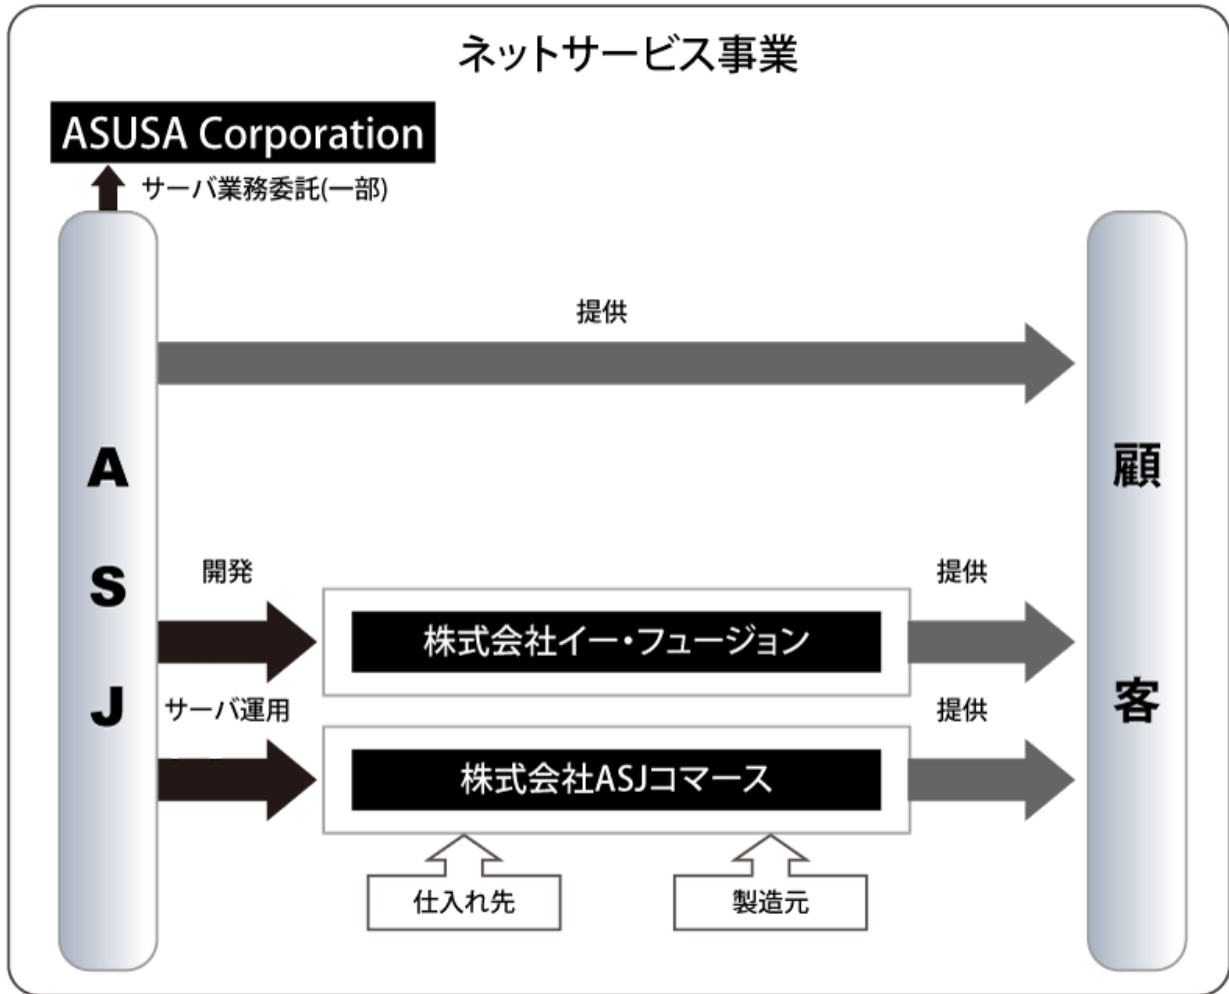 ネットサービス事業
ASUSA Corporation
サーバ業務委託(一部)
提供
A
S
J
顧
客
開発
株式会社イー・フュージョン
提供
サーバ運用
株式会社ASJコマース
提供
仕入れ先
製造元